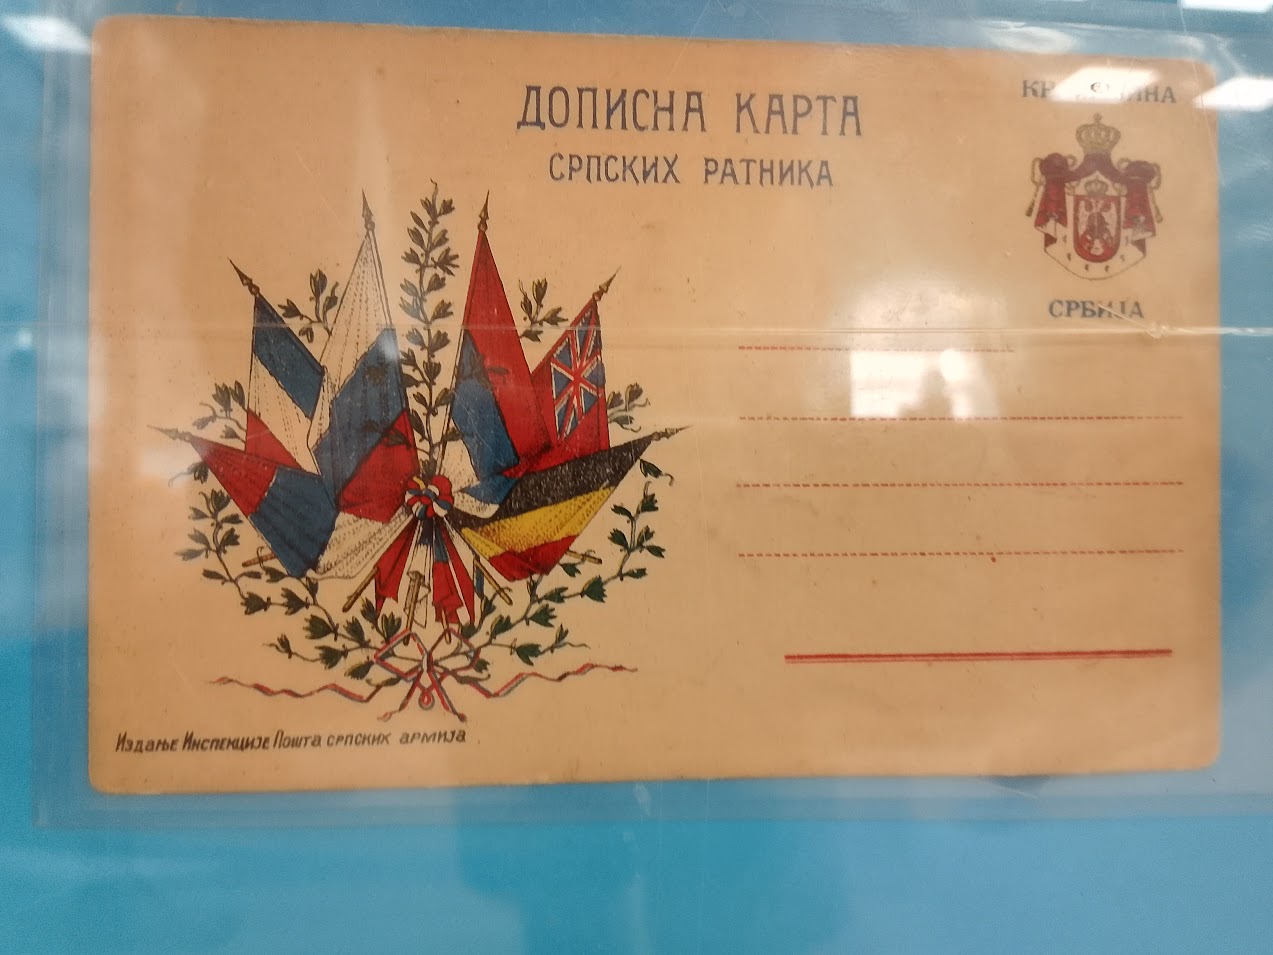 ДОПИСНА КАРТА
СРПСКИХ РАТНИКА
СРБИЈА
Издање Инспекције Пошта српских армија